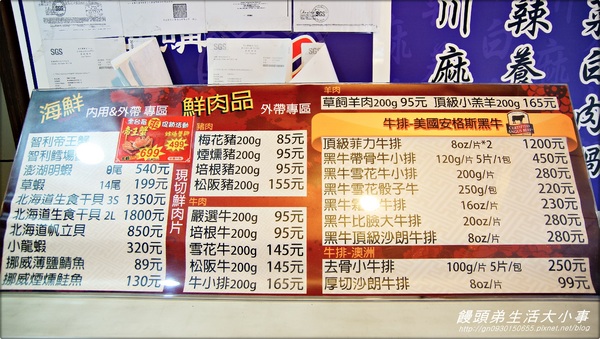 川 辣
麻 養
SGS
SGS
海鮮 內用&外帶 專區
智利帝王蟹
智利鱈場蟹
澎湖明蝦 8尾 540元
草蝦 14尾 199元
北海道生食干貝 3S 1350元
北海道生食干貝 2L 1800元
北海道帆立貝 850元
小龍蝦 320元
挪威薄鹽鯖魚 89元
挪威煙燻鮭魚 130元
帝王蟹
699
499
鮮肉品 外帶專區
現切鮮肉片
豬肉
梅花豬200g 85元
煙燻豬200g 95元
培根豬200g 95元
松阪豬200g 155元
牛肉
嚴選牛200g 95元
培根牛200g 95元
雪花牛200g 145元
松阪牛200g 145元
牛小排200g 165元
羊肉
草飼羊肉200g 95元 頂級小羔羊200g 165元
牛排-美國安格斯黑牛
頂級菲力牛排 8oz/片*2 1200元
黑牛帶骨牛小排 120g/片 5片/1包 450元
黑牛雪花牛小排 200g/片 280元
黑牛雪花骰子牛 250g/包 220元
16oz/片 230元
黑牛比臉大牛排 20oz/片 280元
黑牛頂級沙朗牛排 8oz/片 280元
牛排-澳洲
去骨小牛排 100g/片 5片/包 250元
厚切沙朗牛排 8oz/片 99元
饅頭弟生活大小事
http://gn0930150655.pixnet.net/blog